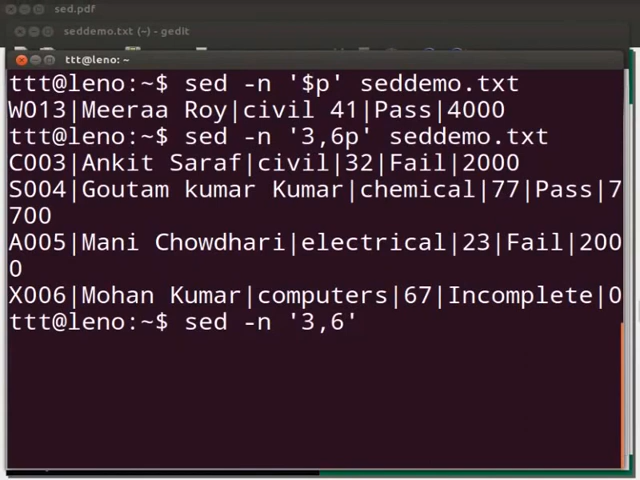 sed.pdf
seddemo.txt (~) - gedit
ttt@leno: ~
ttt@leno:~$ sed -n '$p' seddemo.txt
W013|Meeraa Roy|civil 41|Pass|4000
ttt@leno:~$ sed -n '3,6p' seddemo.txt
C003|Ankit Saraf|civil|32|Fail|2000
S004|Goutam kumar Kumar|chemical|77|Pass|7
700
A005|Mani Chowdhari|electrical|23|Fail|200
0
X006|Mohan Kumar|computers|67|Incomplete|0
ttt@leno:~$ sed -n '3,6'